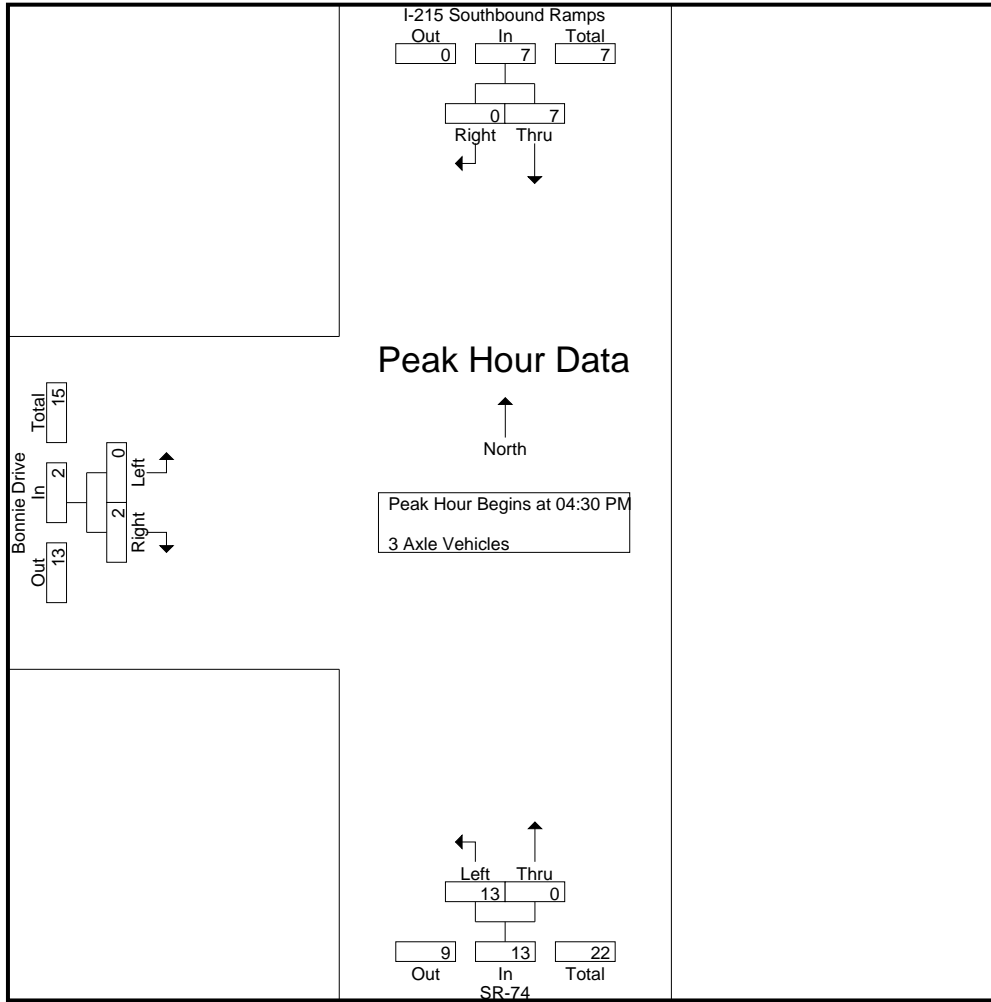 I-215 Southbound Ramps
Out In Total
0 7 7
0 7
Right Thru
Peak Hour Data
North
Peak Hour Begins at 04:30 PM
3 Axle Vehicles
Bonnie Drive
Out In Total
13 2 15
2 0
Right Left
Left Thru
13 0
9 13 22
Out In Total
SR-74